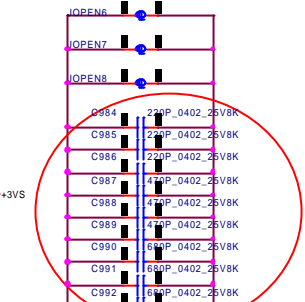 JOPEN6
JOPEN7
JOPEN8
C984 220P_0402_25V8K
C985 220P_0402_25V8K
C986 220P_0402_25V8K
C987 470P_0402_25V8K
+3VS
C988 470P_0402_25V8K
C989 470P_0402_25V8K
C990 680P_0402_25V8K
C991 680P_0402_25V8K
C992 680P_0402_25V8K